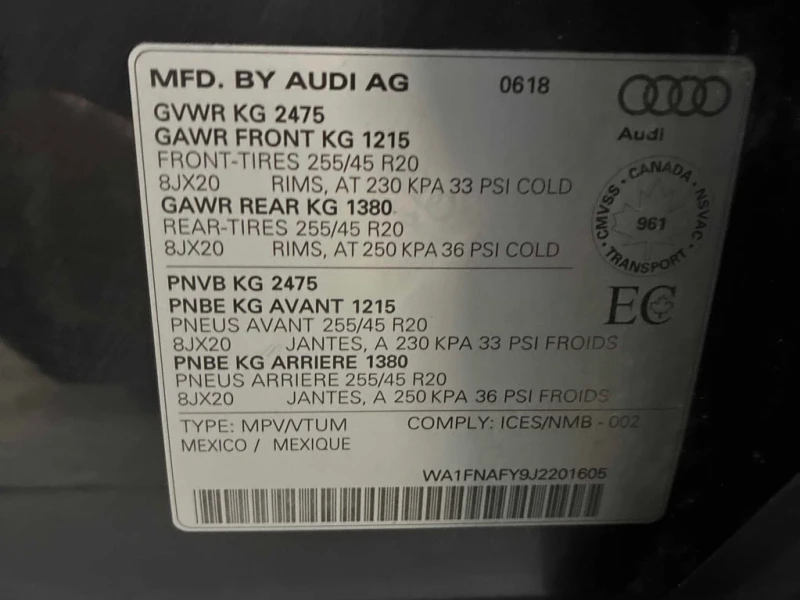 MFD. BY AUDI AG 0618
GVWR KG 2475
GAWR FRONT KG 1215
FRONT-TIRES 255/45 R20
8JX20 RIMS, AT 230 KPA 33 PSI COLD
GAWR REAR KG 1380
REAR-TIRES 255/45 R20
8JX20 RIMS, AT 250 KPA 36 PSI COLD
Audi
CMVSS · CANADA · NSVAC · TRANSPORT ·
961
PNVB KG 2475
PNBE KG AVANT 1215
PNEUS AVANT 255/45 R20
8JX20 JANTES, A 230 KPA 33 PSI FROIDS
PNBE KG ARRIERE 1380
PNEUS ARRIERE 255/45 R20
8JX20 JANTES, A 250 KPA 36 PSI FROIDS
EC
TYPE: MPV/VTUM COMPLY: ICES/NMB - 002
MEXICO / MEXIQUE
WA1FNAFY9J2201605